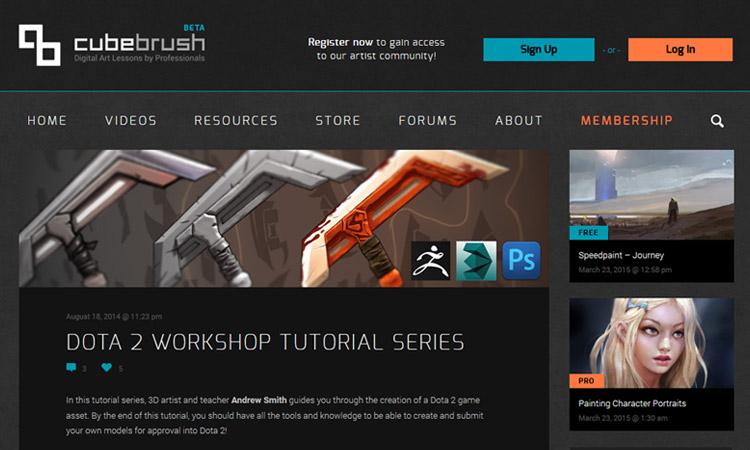 BETA
cubebrush
Digital Art Lessons by Professionals
Register now to gain access
to our artist community!
Sign Up
- or -
Log In
HOME
VIDEOS
RESOURCES
STORE
FORUMS
ABOUT
MEMBERSHIP
Ps
August 18, 2014 @ 11:23 pm
DOTA 2 WORKSHOP TUTORIAL SERIES
3
5
In this tutorial series, 3D artist and teacher Andrew Smith guides you through the creation of a Dota 2 game
asset. By the end of this tutorial, you should have all the tools and knowledge to be able to create and submit
your own models for approval into Dota 2!
FREE
Speedpaint – Journey
March 23, 2015 @ 12:58 pm
PRO
Painting Character Portraits
March 23, 2015 @ 1:30 am